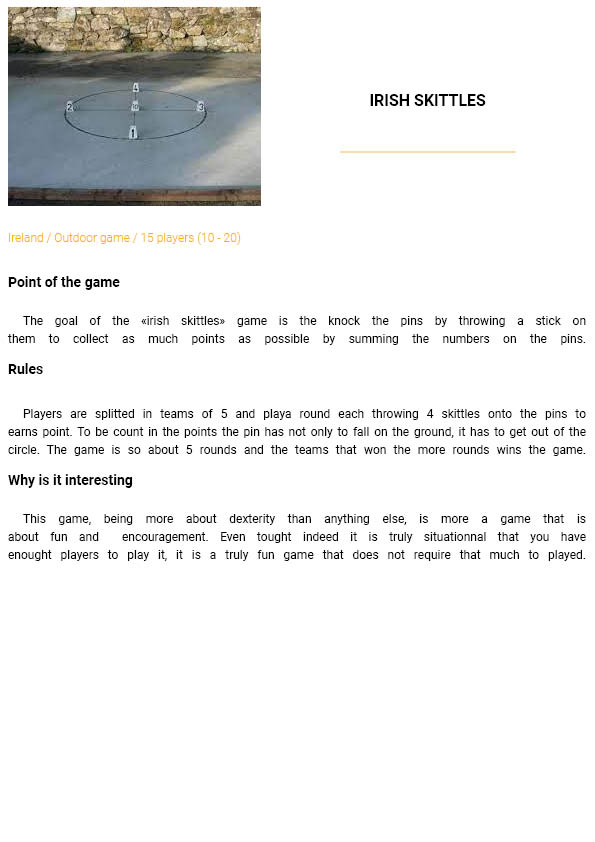 4
2
10
3
1
IRISH SKITTLES
Ireland / Outdoor game / 15 players (10 - 20)
Point of the game
The goal of the «irish skittles» game is the knock the pins by throwing a stick on
them to collect as much points as possible by summing the numbers on the pins.
Rules
Players are splitted in teams of 5 and playa round each throwing 4 skittles onto the pins to
earns point. To be count in the points the pin has not only to fall on the ground, it has to get out of the
circle. The game is so about 5 rounds and the teams that won the more rounds wins the game.
Why is it interesting
This game, being more about dexterity than anything else, is more a game that is
about fun and encouragement. Even tought indeed it is truly situationnal that you have
enought players to play it, it is a truly fun game that does not require that much to played.